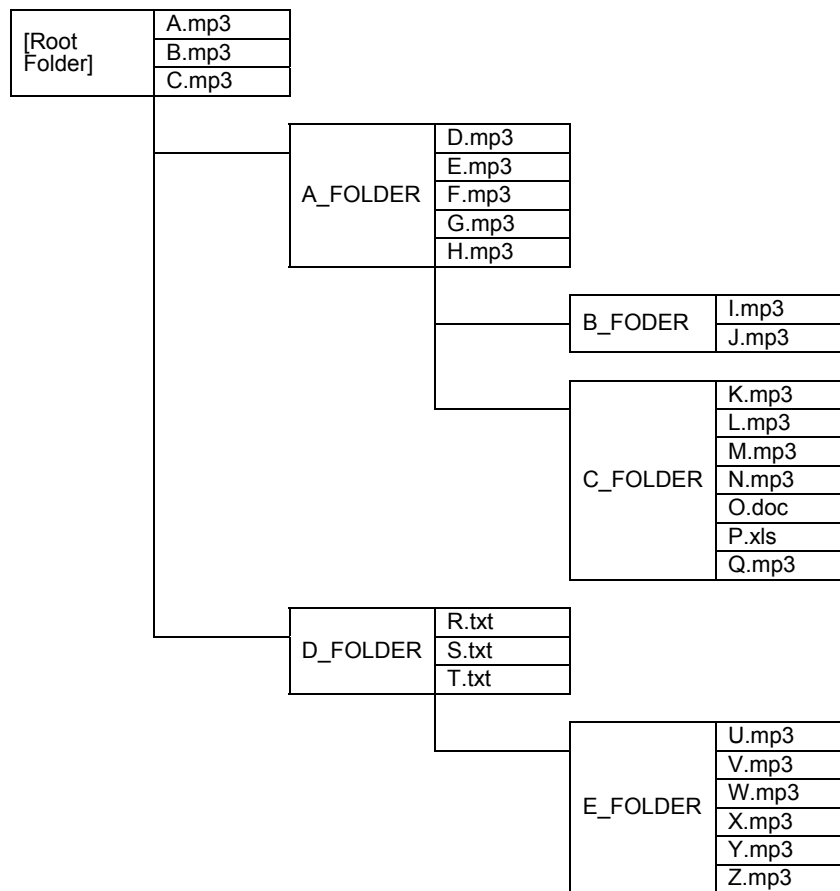 [Root
Folder]
A.mp3
B.mp3
C.mp3
A_FOLDER
D.mp3
E.mp3
F.mp3
G.mp3
H.mp3
B_FODER
I.mp3
J.mp3
C_FOLDER
K.mp3
L.mp3
M.mp3
N.mp3
O.doc
P.xls
Q.mp3
D_FOLDER
R.txt
S.txt
T.txt
E_FOLDER
U.mp3
V.mp3
W.mp3
X.mp3
Y.mp3
Z.mp3